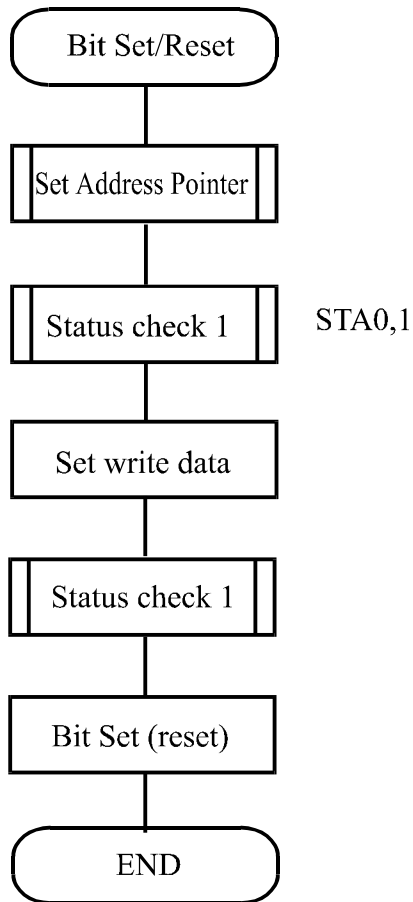 Bit Set/Reset
Set Address Pointer
Status check 1
STA0,1
Set write data
Status check 1
Bit Set (reset)
END